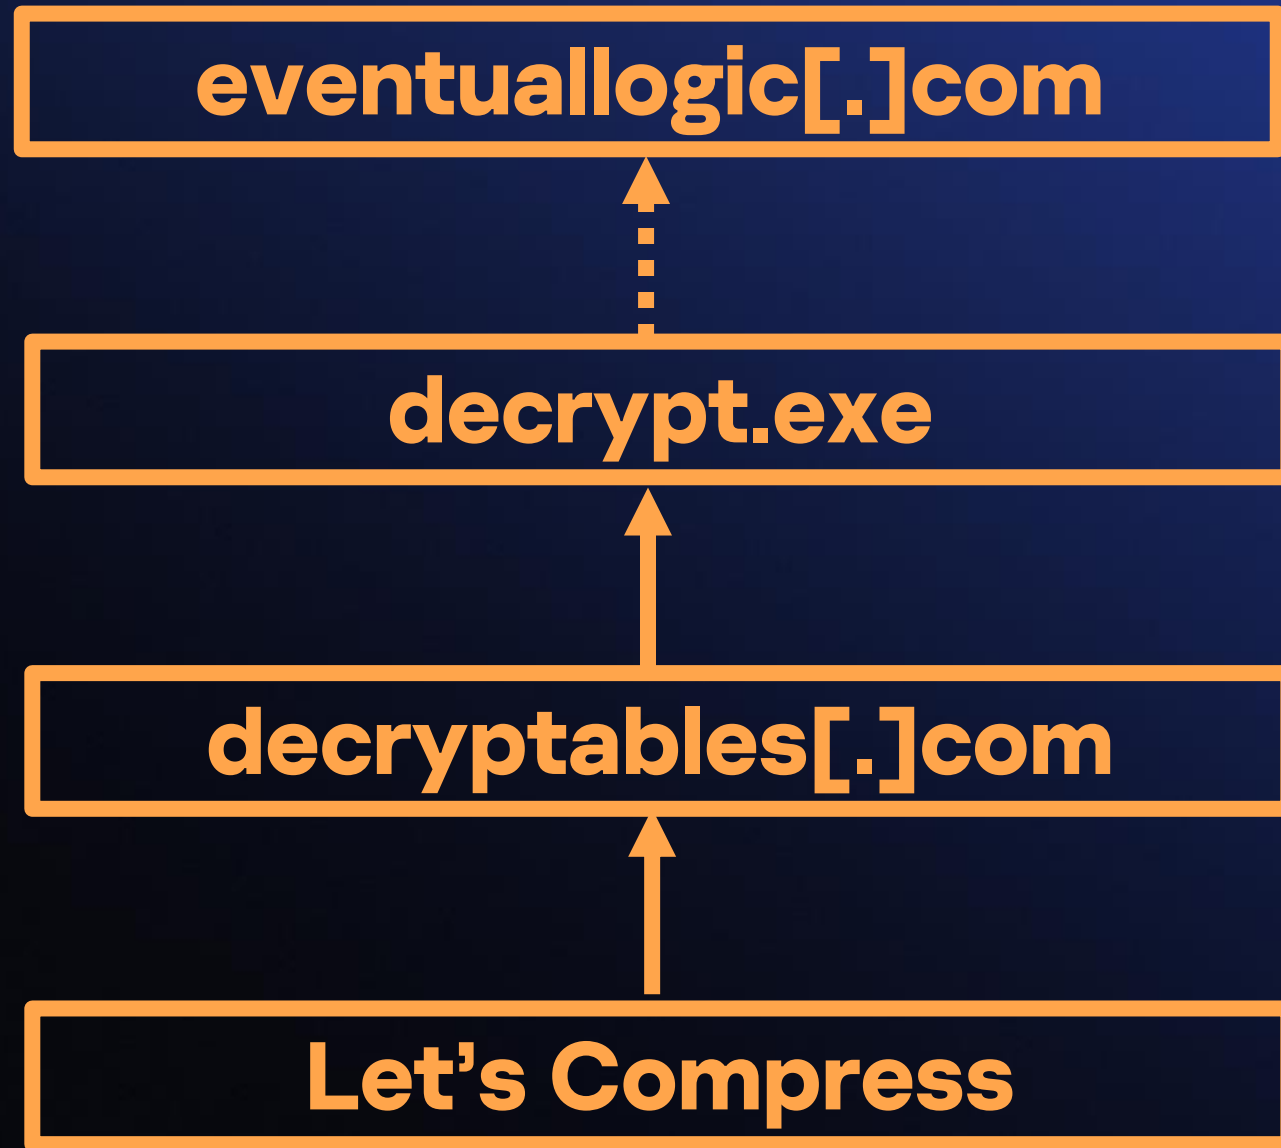 eventuallogic[.]com
decrypt.exe
decryptables[.]com
Let’s Compress